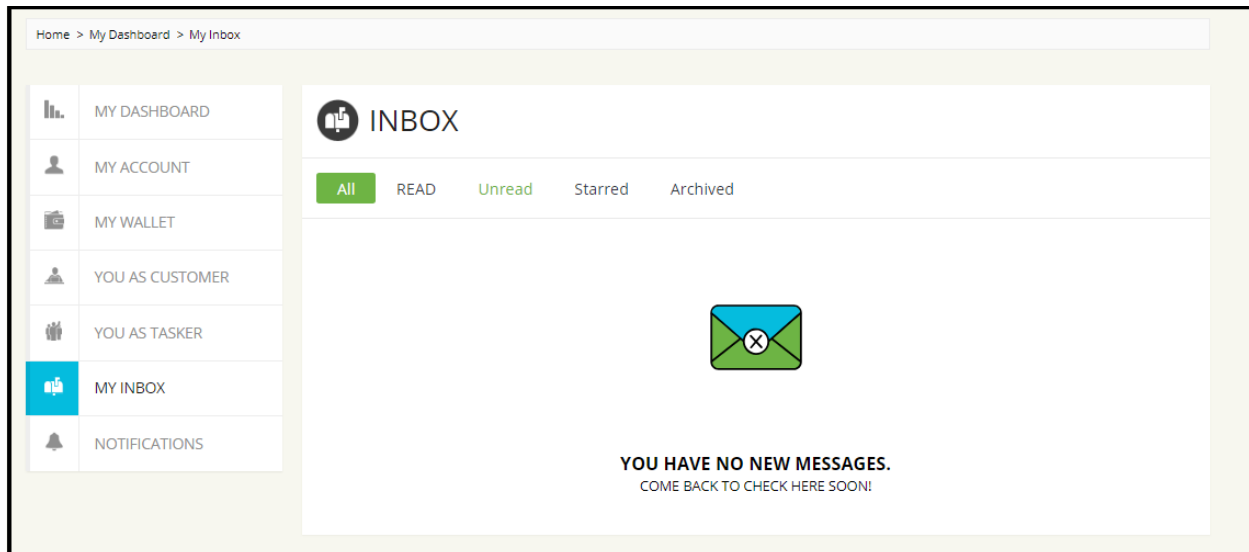 Home > My Dashboard > My Inbox
MY DASHBOARD
MY ACCOUNT
MY WALLET
YOU AS CUSTOMER
YOU AS TASKER
MY INBOX
NOTIFICATIONS
INBOX
All READ Unread Starred Archived
YOU HAVE NO NEW MESSAGES.
COME BACK TO CHECK HERE SOON!